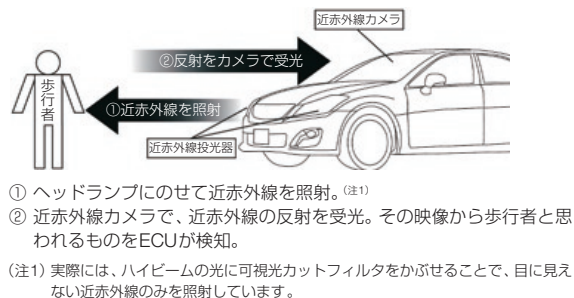 近赤外線カメラ
②反射をカメラで受光
歩行者
①近赤外線を照射
近赤外線投光器
① ヘッドランプにのせて近赤外線を照射。(注1)
② 近赤外線カメラで、近赤外線の反射を受光。その映像から歩行者と思
われるものをECUが検知。
(注1) 実際には、ハイビームの光に可視光カットフィルタをかぶせることで、目に見え
ない近赤外線のみを照射しています。